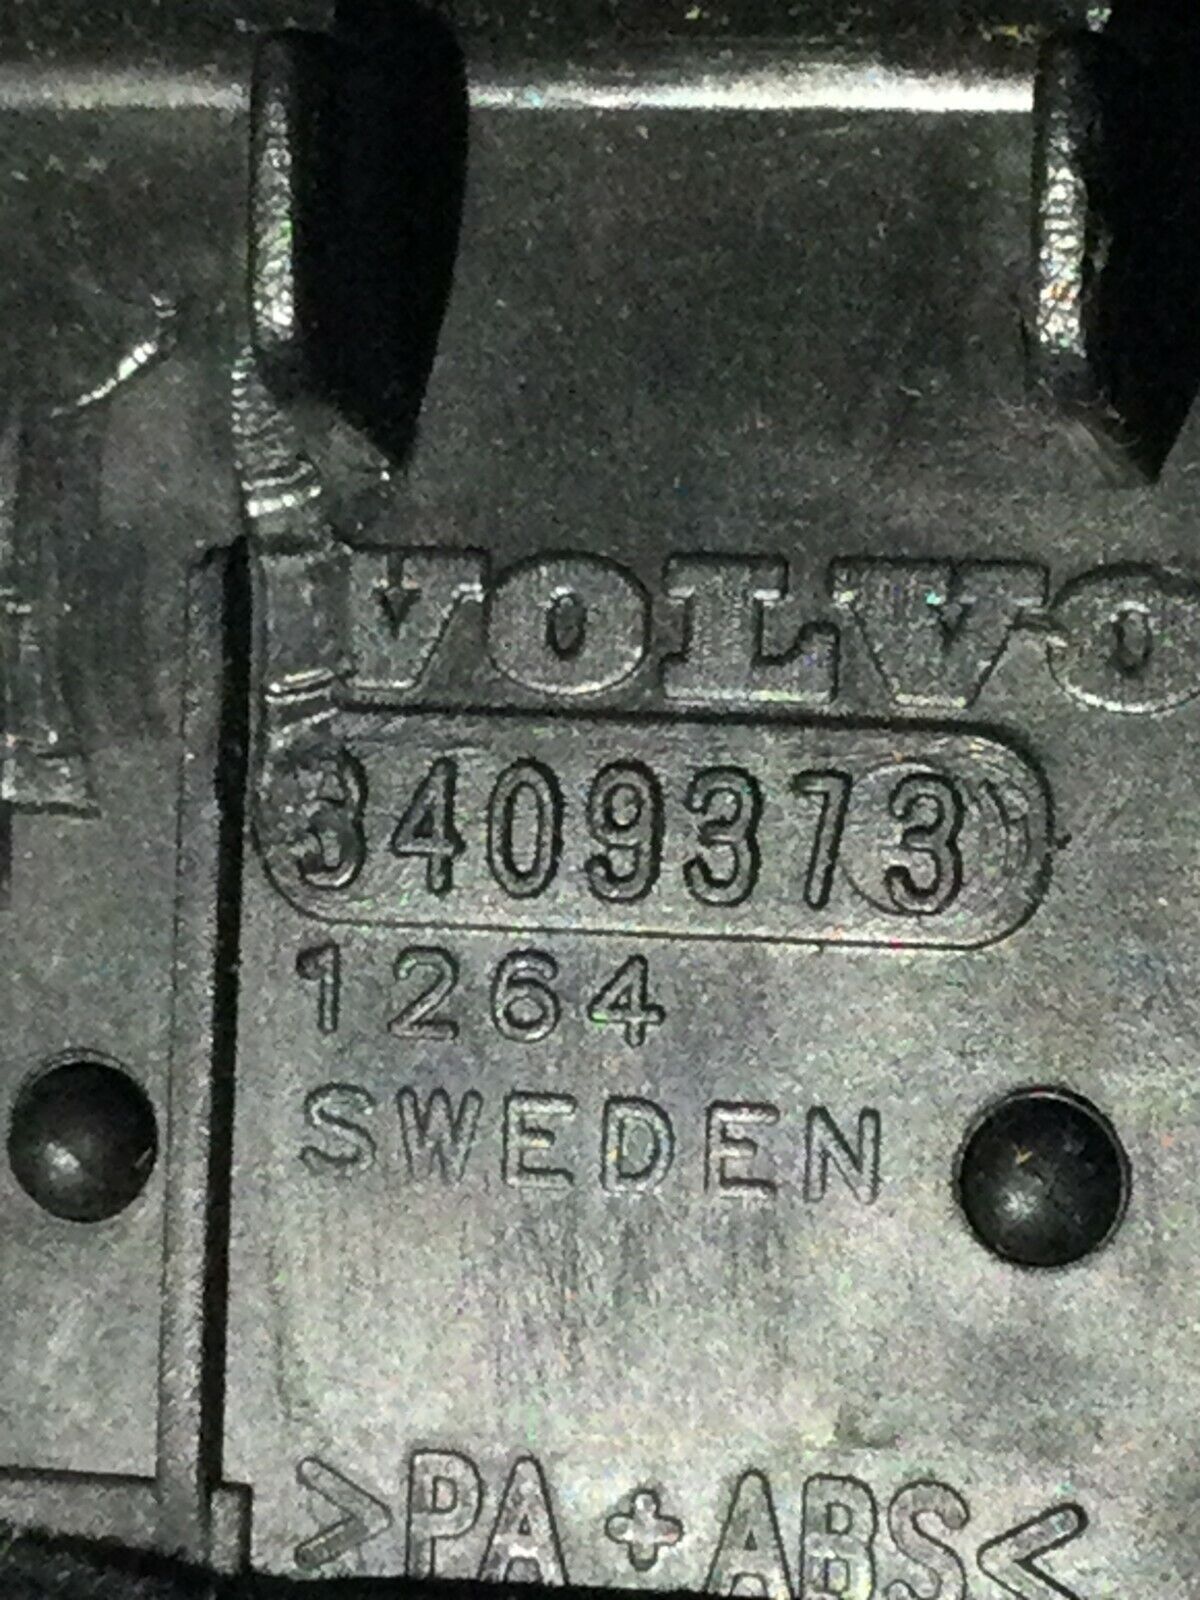 VOLVO
3409373
1264
SWEDEN
>PA+ABS<